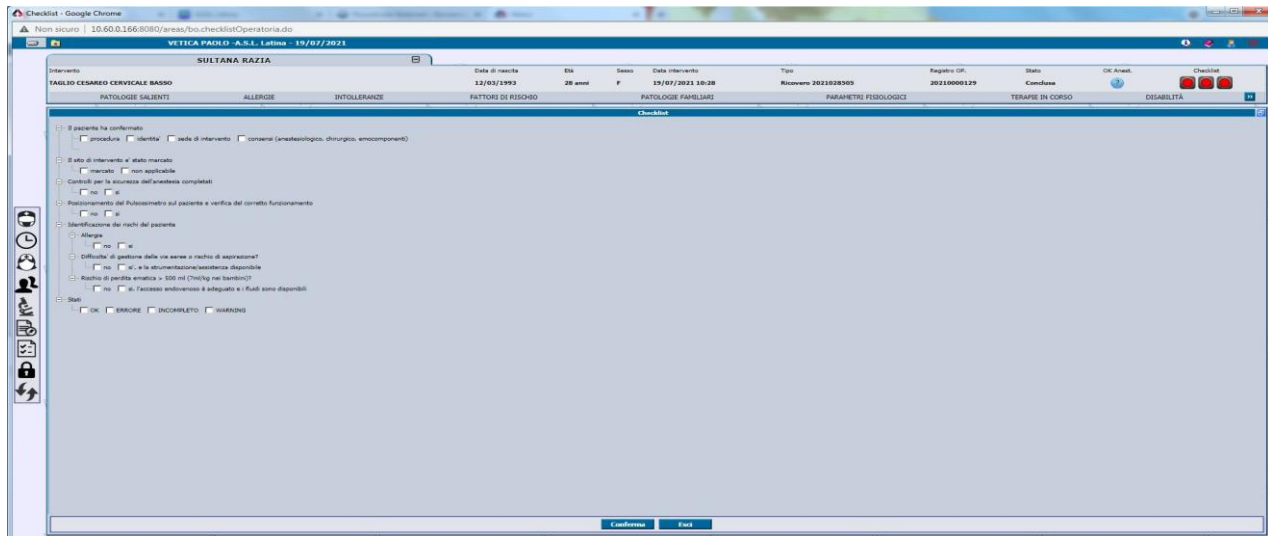 Checklist - Google Chrome
Non sicuro | 10.60.0.166:8080/areas/bo.checklistOperatoria.do
VETICA PAOLO -A.S.L. Latina - 19/07/2021
SULTANA RAZIA
Intervento Data di nascita Età Sesso Data intervento Tipo Registro OP. Stato OK Anest. Checklist
TAGLIO CESAREO CERVICALE BASSO 12/03/1993 28 anni F 19/07/2021 10:28 Ricovero 2021028505 20210000129 Concluso
PATOLOGIE SALIENTI ALLERGIE INTOLLERANZE FATTORI DI RISCHIO PATOLOGIE FAMILIARI PARAMETRI FISIOLOGICI TERAPIE IN CORSO DISABILITÀ
Checklist
Il paziente ha confermato
procedura identita' sede di intervento consensi (anestesiologico, chirurgico, emocomponenti)
Il sito di intervento e' stato marcato
marcato non applicabile
Controlli per la sicurezza dell'anestesia completati
no si
Posizionamento del Pulsossimetro sul paziente e verifica del corretto funzionamento
no si
Identificazione dei rischi del paziente
Allergie
no si
Difficolta' di gestione delle vie aeree o rischio di aspirazione?
no si', e la strumentazione/assistenza disponibile
Rischio di perdita ematica > 500 ml (7ml/kg nei bambini)?
no si, l'accesso endovenoso è adeguato e i fluidi sono disponibili
Stati
OK ERRORE INCOMPLETO WARNING
Conferma Esci